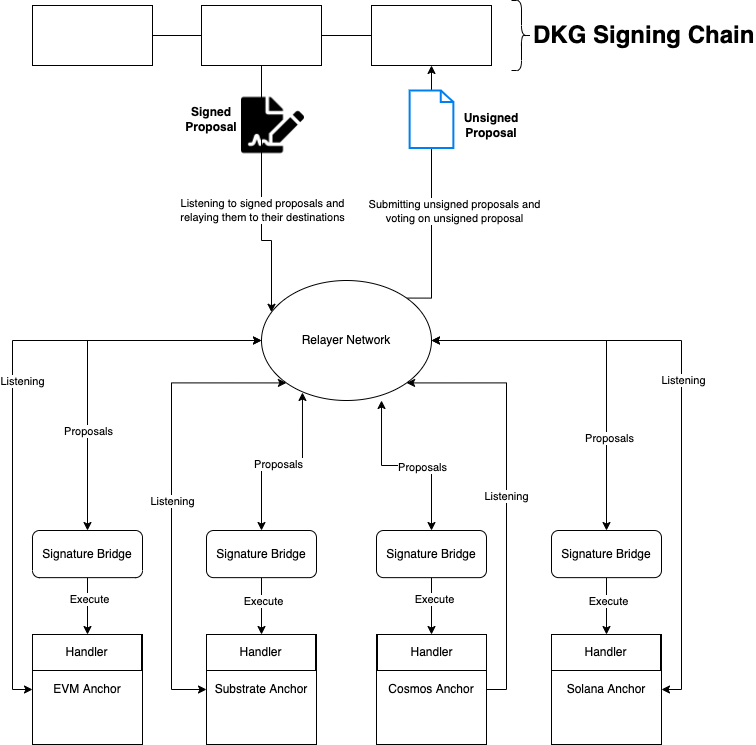 DKG Signing Chain
Signed
Proposal
Unsigned
Proposal
Listening to signed proposals and
relaying them to their destinations
Submitting unsigned proposals and
voting on unsigned proposal
Relayer Network
Listening
Listening
Proposals
Proposals
Proposals
Proposals
Listening
Listening
Signature Bridge
Signature Bridge
Signature Bridge
Signature Bridge
Execute
Execute
Execute
Execute
Handler
Handler
Handler
Handler
EVM Anchor
Substrate Anchor
Cosmos Anchor
Solana Anchor